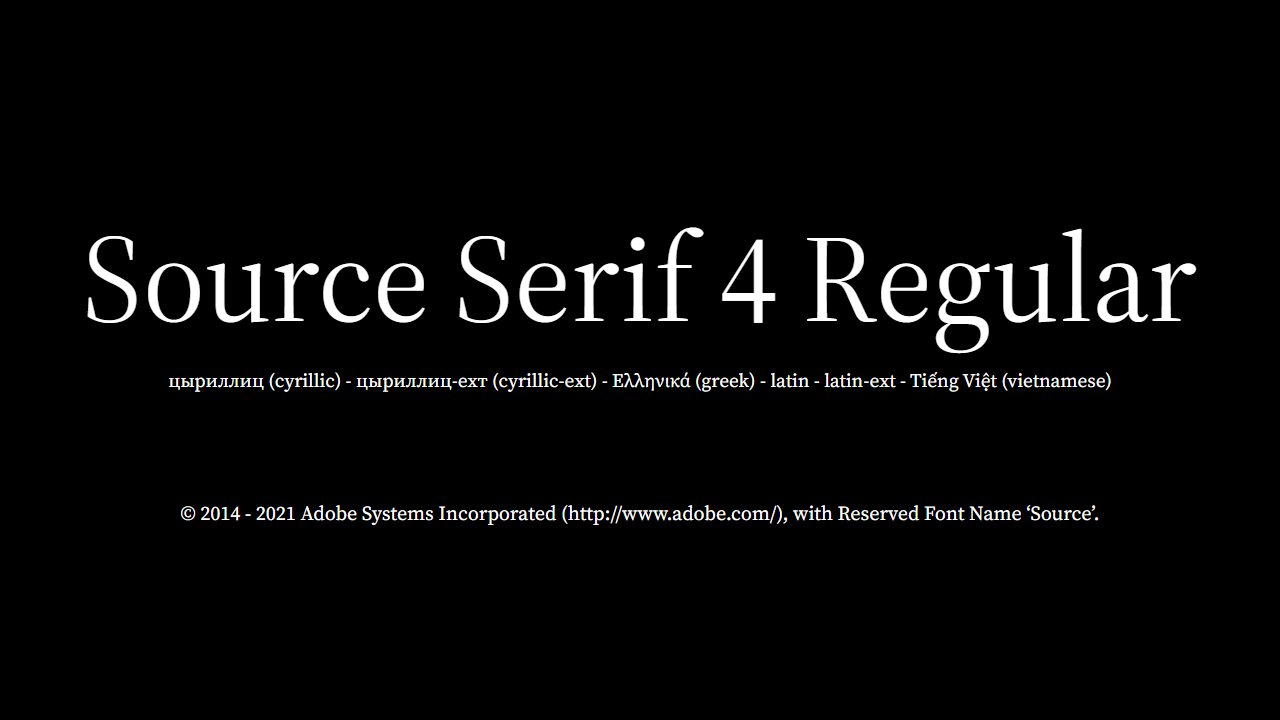 Source Serif 4 Regular
цыриллиц (cyrillic) - цыриллиц-ехт (cyrillic-ext) - Ελληνικά (greek) - latin - latin-ext - Tiếng Việt (vietnamese)
© 2014 - 2021 Adobe Systems Incorporated (http://www.adobe.com/), with Reserved Font Name ‘Source’.